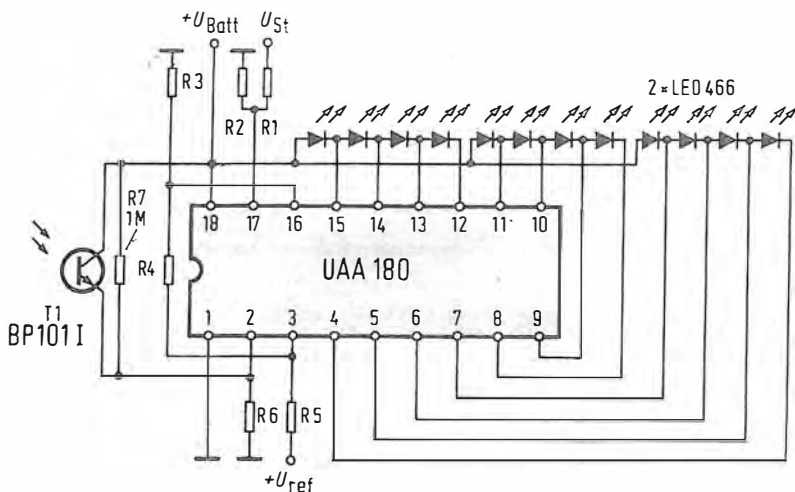 +UBatt USt
R3
R2 R1
2×LED 466
R7
1M
R4
18 17 16 15 14 13 12 11 10
UAA 180
T1
BP101 I
1 2 3 4 5 6 7 8 9
R6 R5
+Uref